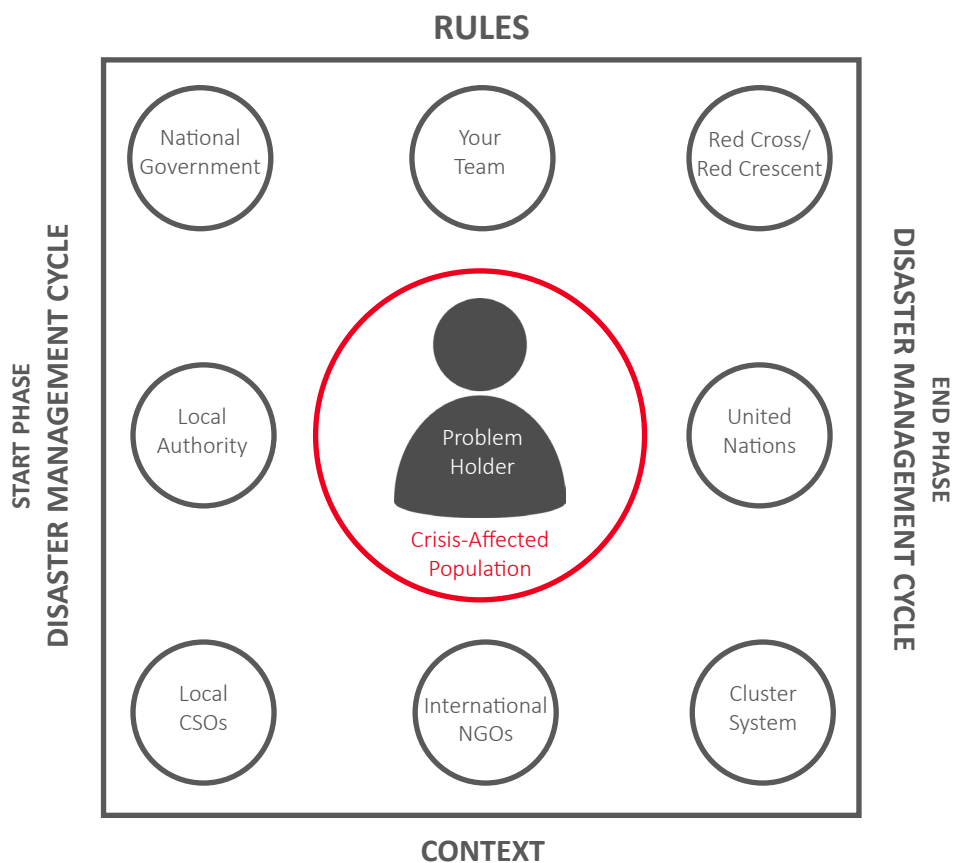 RULES
National
Government
Your
Team
Red Cross/
Red Crescent
START PHASE
DISASTER MANAGEMENT CYCLE
Local
Authority
Problem
Holder
Crisis-Affected
Population
United
Nations
DISASTER MANAGEMENT CYCLE
END PHASE
Local
CSOs
International
NGOs
Cluster
System
CONTEXT